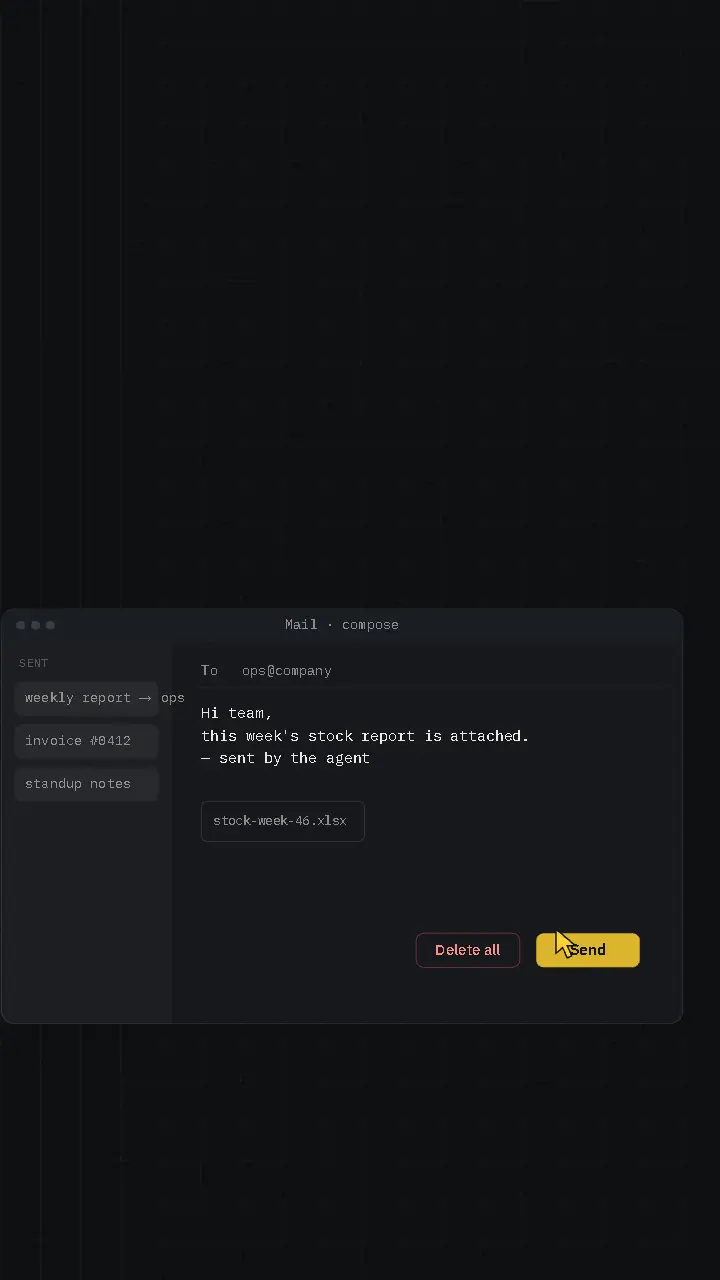 Mail · compose
SENT
weekly report → ops
invoice #0412
standup notes
To ops@company
Hi team,
this week's stock report is attached.
— sent by the agent
stock-week-46.xlsx
Delete all
Send